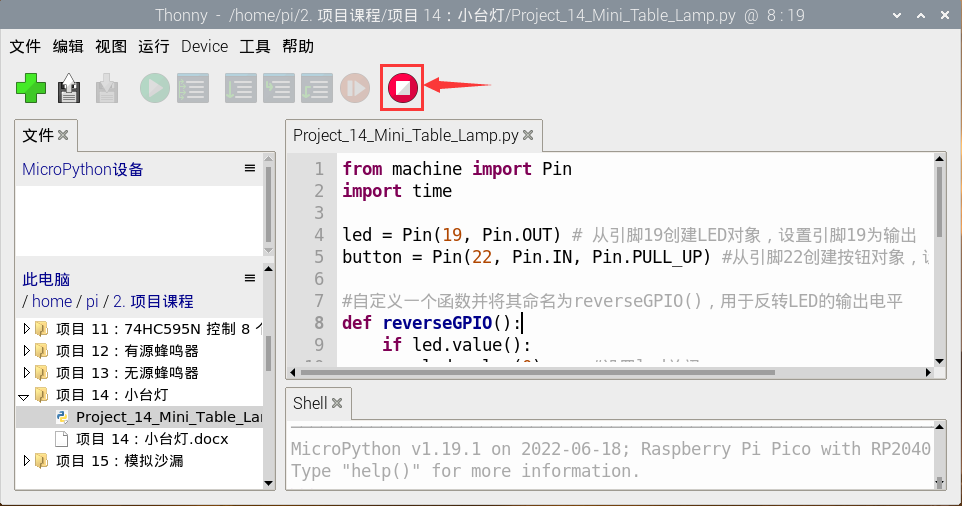 Thonny - /home/pi/2. 项目课程/项目 14：小台灯/Project_14_Mini_Table_Lamp.py @ 8 : 19
文件 编辑 视图 运行 Device 工具 帮助
文件
MicroPython设备
此电脑
/ home / pi / 2. 项目课程
项目 11：74HC595N 控制 8
项目 12：有源蜂鸣器
项目 13：无源蜂鸣器
项目 14：小台灯
Project_14_Mini_Table_La
项目 14：小台灯.docx
项目 15：模拟沙漏
Project_14_Mini_Table_Lamp.py
1 from machine import Pin
2 import time
3
4 led = Pin(19, Pin.OUT) # 从引脚19创建LED对象，设置引脚19为输出
5 button = Pin(22, Pin.IN, Pin.PULL_UP) #从引脚22创建按钮对象，
6
7 #自定义一个函数并将其命名为reverseGPIO()，用于反转LED的输出电平
8 def reverseGPIO():
9 if led.value():
Shell
MicroPython v1.19.1 on 2022-06-18; Raspberry Pi Pico with RP2040
Type "help()" for more information.